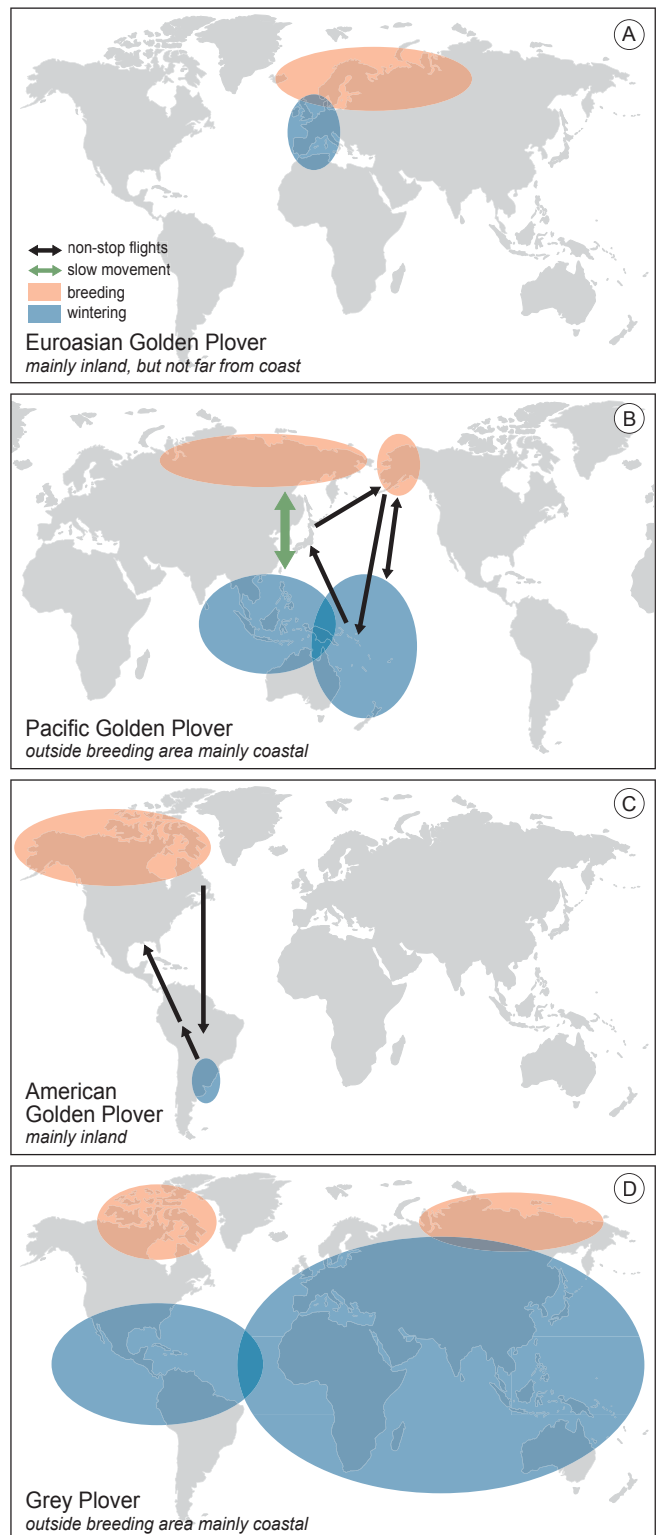 A
non-stop flights
slow movement
breeding
wintering
Euroasian Golden Plover
mainly inland, but not far from coast
B
Pacific Golden Plover
outside breeding area mainly coastal
C
American
Golden Plover
mainly inland
D
Grey Plover
outside breeding area mainly coastal